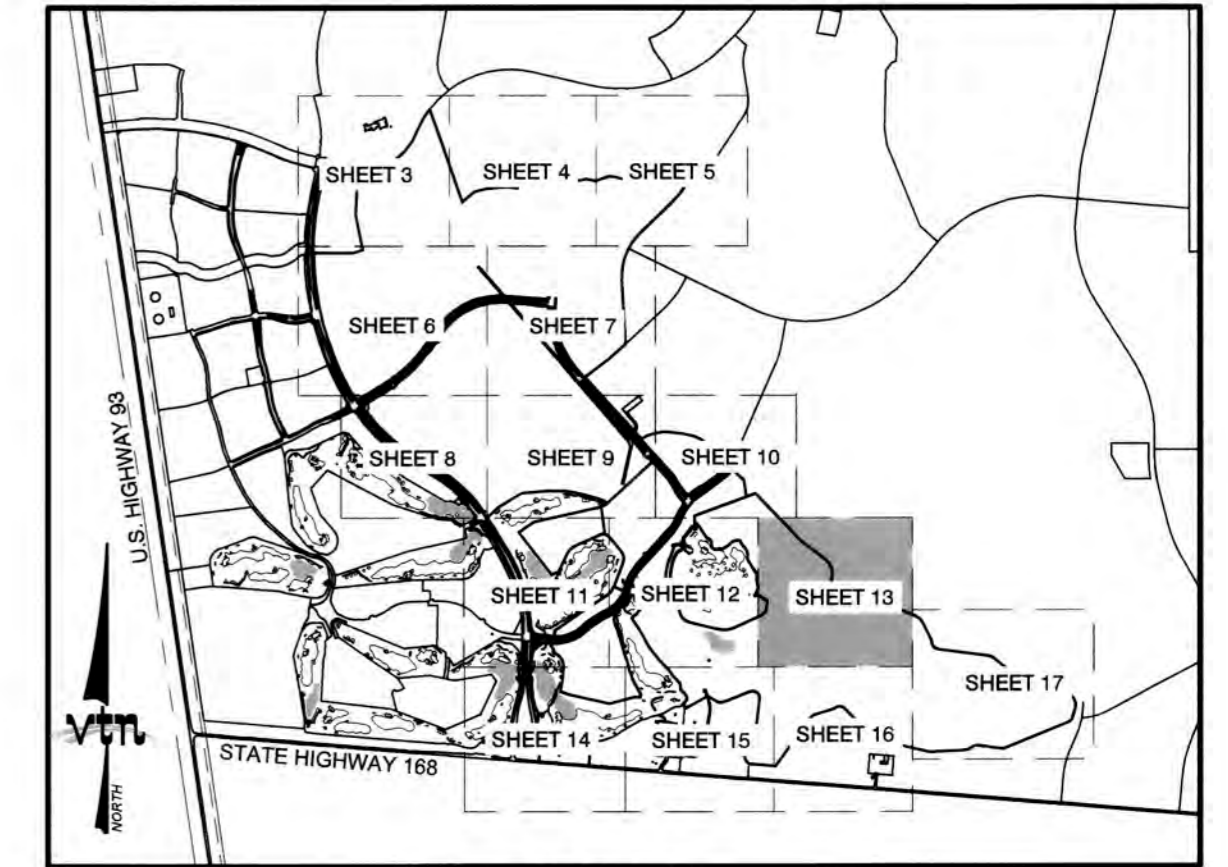 SHEET 3
SHEET 4
SHEET 5
SHEET 6
SHEET 7
U.S. HIGHWAY 93
SHEET 8
SHEET 9
SHEET 10
SHEET 11
SHEET 12
SHEET 13
SHEET 17
vtn
NORTH
STATE HIGHWAY 168
SHEET 14
SHEET 15
SHEET 16